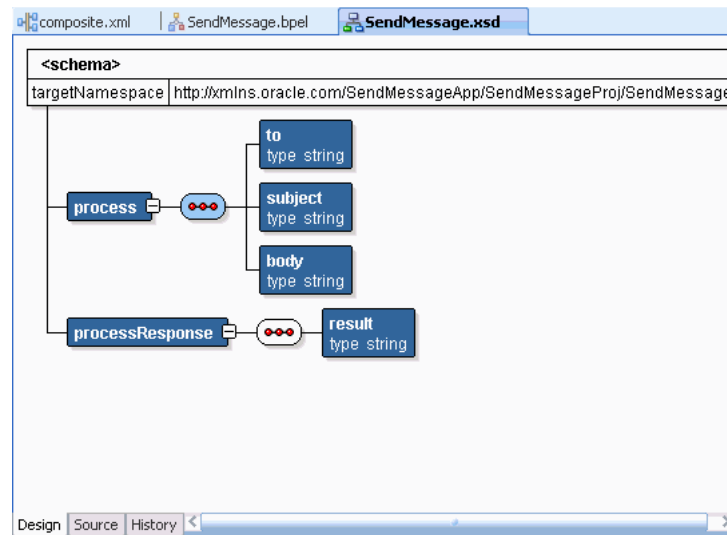 composite.xml SendMessage.bpel SendMessage.xsd
<schema>
targetNamespace http://xmlns.oracle.com/SendMessageApp/SendMessageProj/SendMessage
to
type string
process
subject
type string
body
type string
processResponse
result
type string
Design Source History